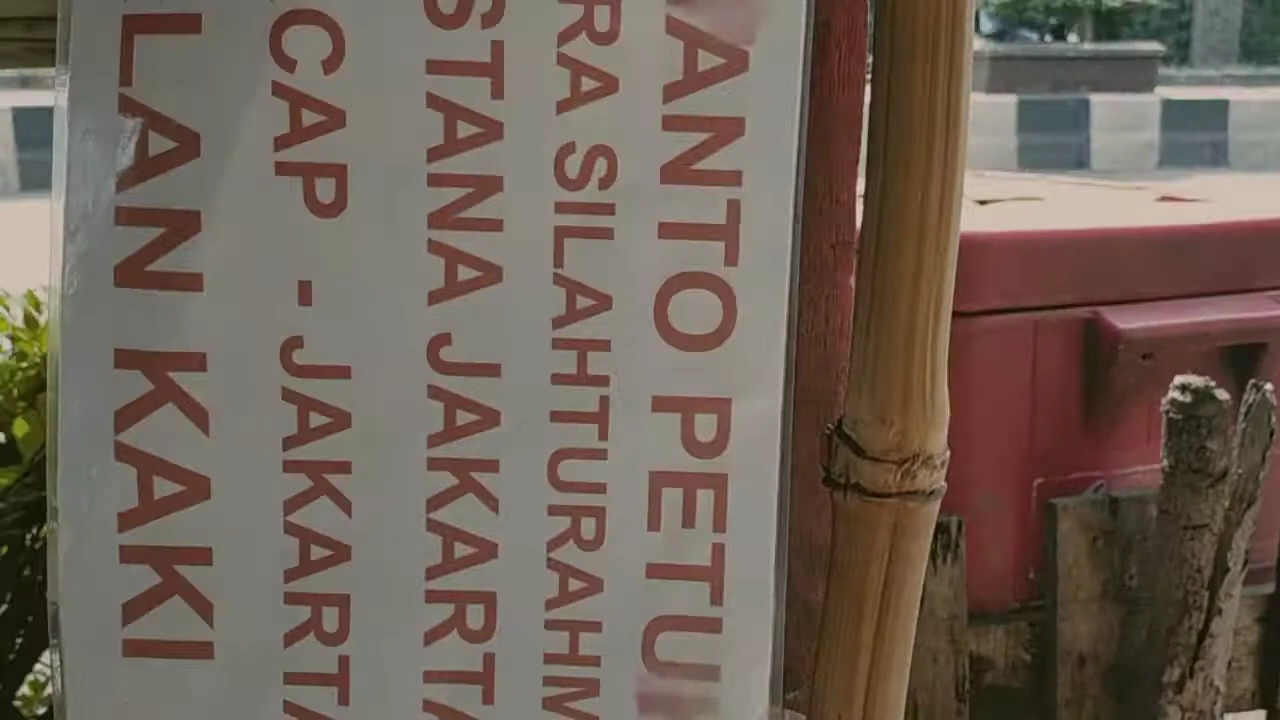 ANTO PETU
RA SILAHTURAHM
STANA JAKARTA
CAP - JAKARTA
LAN KAKI